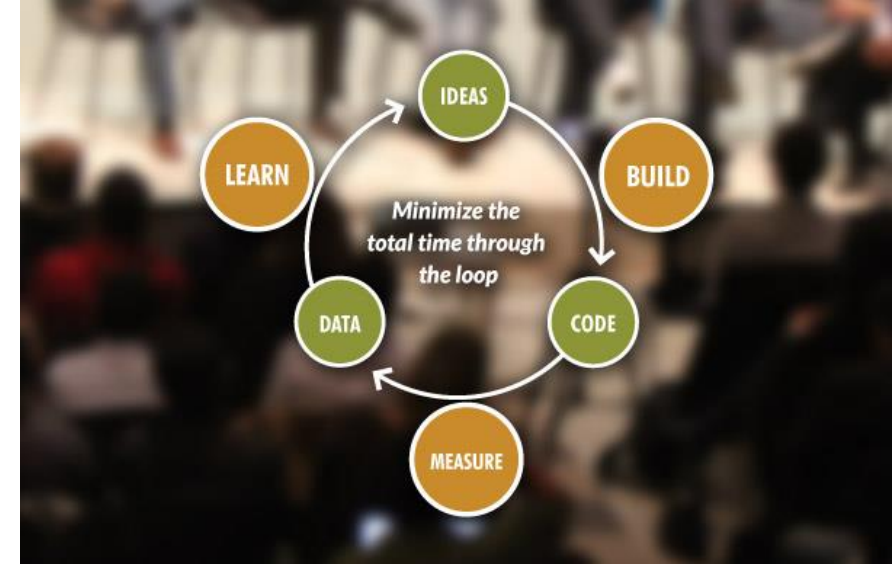 IDEAS
LEARN
BUILD
Minimize the
total time through
the loop
DATA
CODE
MEASURE